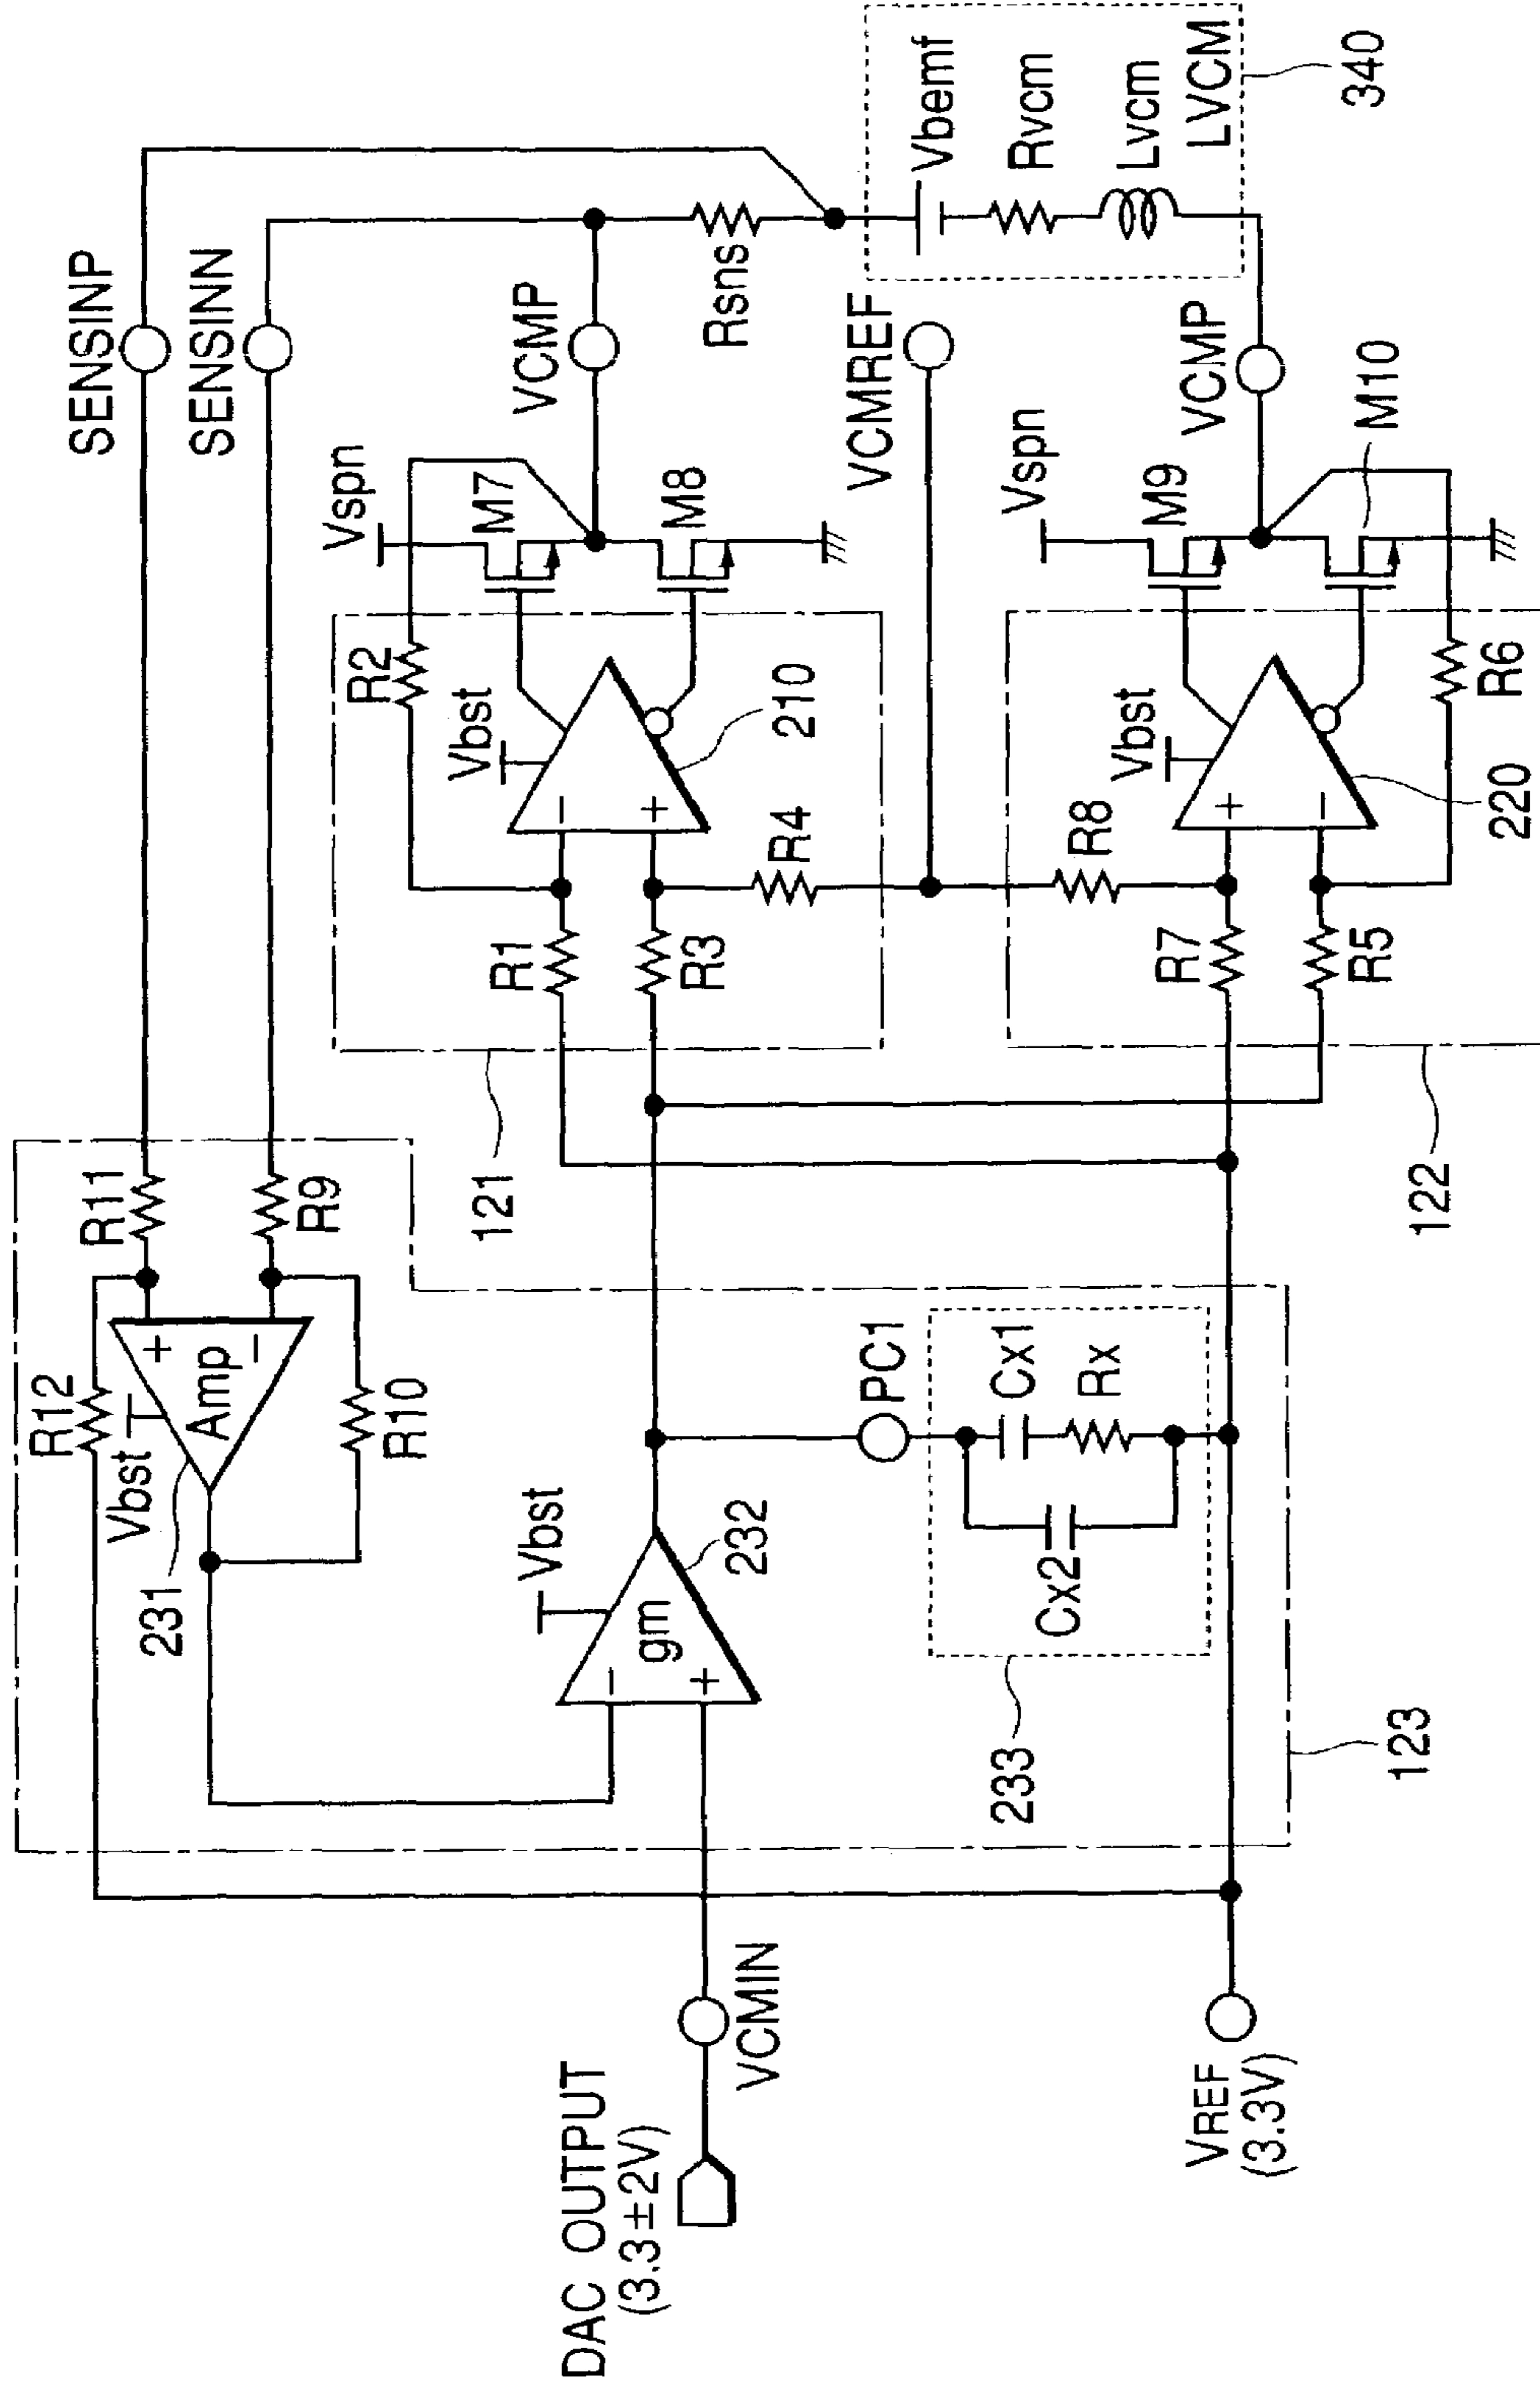 SENSINP
SENSINN
R11
R12
Vbst
Amp
R9
R10
231
Vspn
R2
M7
VCMP
Vbst
M8
Rsns
R1
210
R3
R4
121
VCMREF
Vbemf
Rvcm
Lvcm
LVCM
340
Vbst
gm
232
PC1
Cx1
Rx
Cx2
233
123
Vspn
M9
VCMP
R8
Vbst
M10
R7
R5
R6
220
122
DAC OUTPUT
(3.3±2V)
VCMIN
VREF
(3.3V)